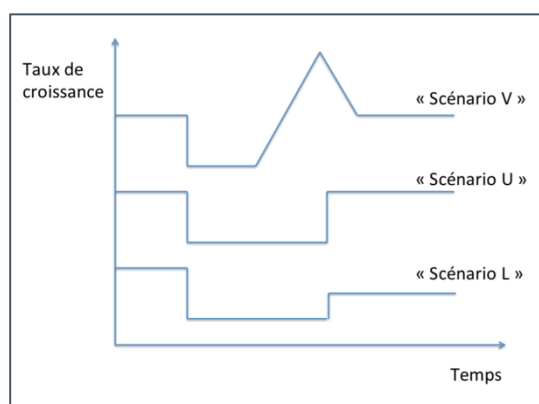 Taux de
croissance
« Scénario V »
« Scénario U »
« Scénario L »
Temps